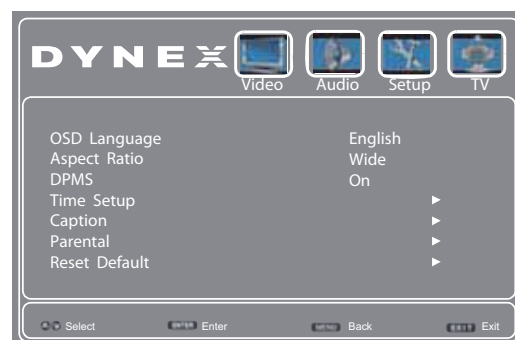 DYNEX
Video Audio Setup TV
OSD Language English
Aspect Ratio Wide
DPMS On
Time Setup
Caption
Parental
Reset Default
Select ENTER Enter MENU Back EXIT Exit